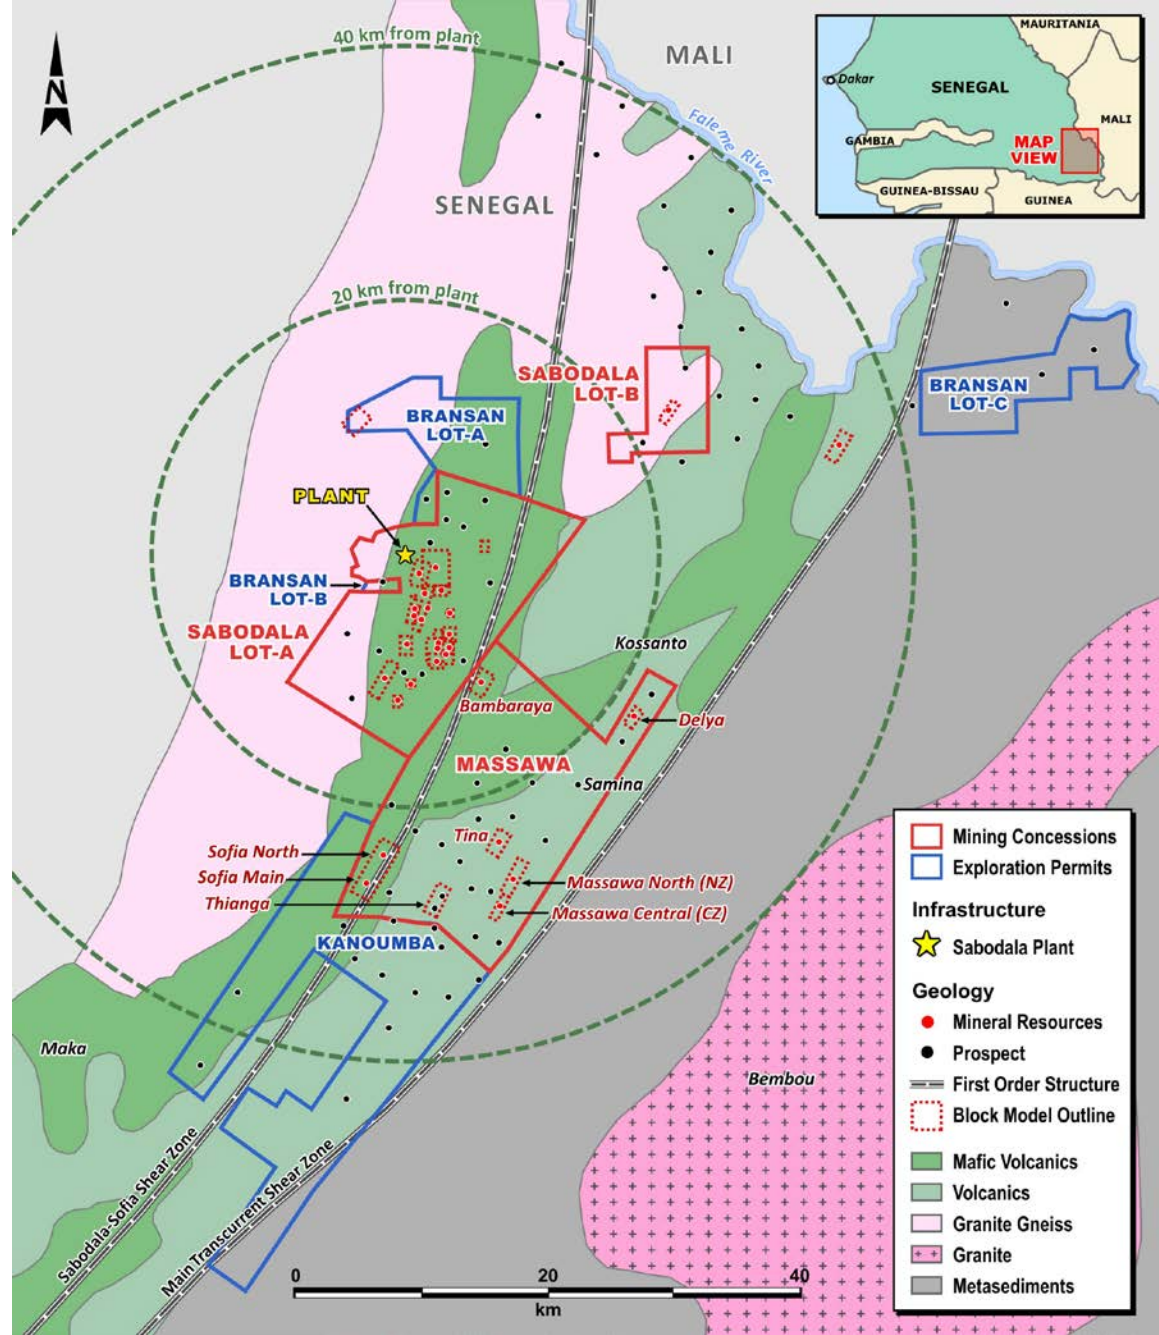 40 km from plant
MALI
N
Faleme River
SENEGAL
20 km from plant
MAURITANIA
Dakar
SENEGAL
MALI
GAMBIA
MAP
VIEW
GUINEA-BISSAU
GUINEA
SABODALA
LOT-B
BRANSAN
LOT-C
BRANSAN
LOT-A
PLANT
BRANSAN
LOT-B
SABODALA
LOT-A
Kossanto
Bambaraya
Delya
MASSAWA
Samina
Tina
Sofia North
Sofia Main
Thianga
Massawa North (NZ)
Massawa Central (CZ)
KANOUMBA
Maka
Bembou
Sabodala-Sofia Shear Zone
Main Transcurrent Shear Zone
0 20 40
km
Mining Concessions
Exploration Permits
Infrastructure
Sabodala Plant
Geology
Mineral Resources
Prospect
First Order Structure
Block Model Outline
Mafic Volcanics
Volcanics
Granite Gneiss
Granite
Metasediments